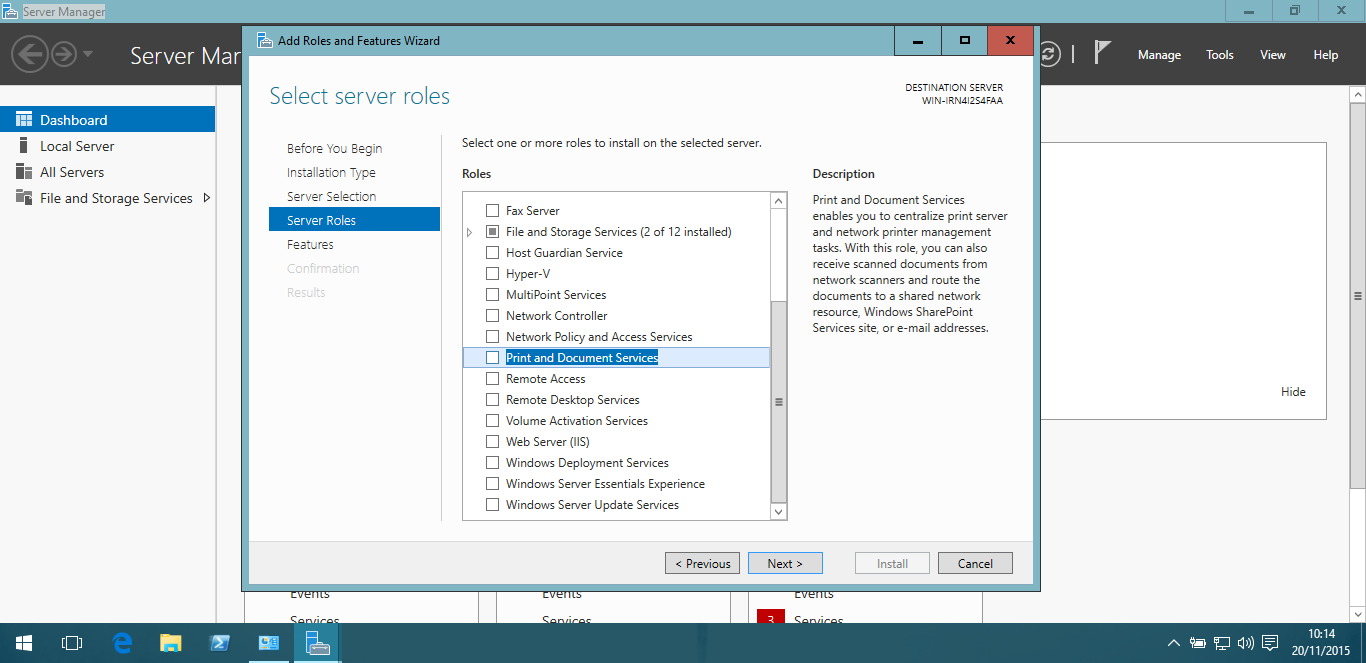 Server Manager
Add Roles and Features Wizard
Server Mar
Manage
Tools
View
Help
Dashboard
Local Server
All Servers
File and Storage Services
Select server roles
DESTINATION SERVER
WIN-IRN4I2S4FAA
Before You Begin
Installation Type
Server Selection
Server Roles
Features
Confirmation
Results
Select one or more roles to install on the selected server.
Roles
Fax Server
File and Storage Services (2 of 12 installed)
Host Guardian Service
Hyper-V
MultiPoint Services
Network Controller
Network Policy and Access Services
Print and Document Services
Remote Access
Remote Desktop Services
Volume Activation Services
Web Server (IIS)
Windows Deployment Services
Windows Server Essentials Experience
Windows Server Update Services
Description
Print and Document Services
enables you to centralize print server
and network printer management
tasks. With this role, you can also
receive scanned documents from
network scanners and route the
documents to a shared network
resource, Windows SharePoint
Services site, or e-mail addresses.
Hide
< Previous
Next >
Install
Cancel
Events
Services
Events
Services
Events
3
Services
10:14
20/11/2015